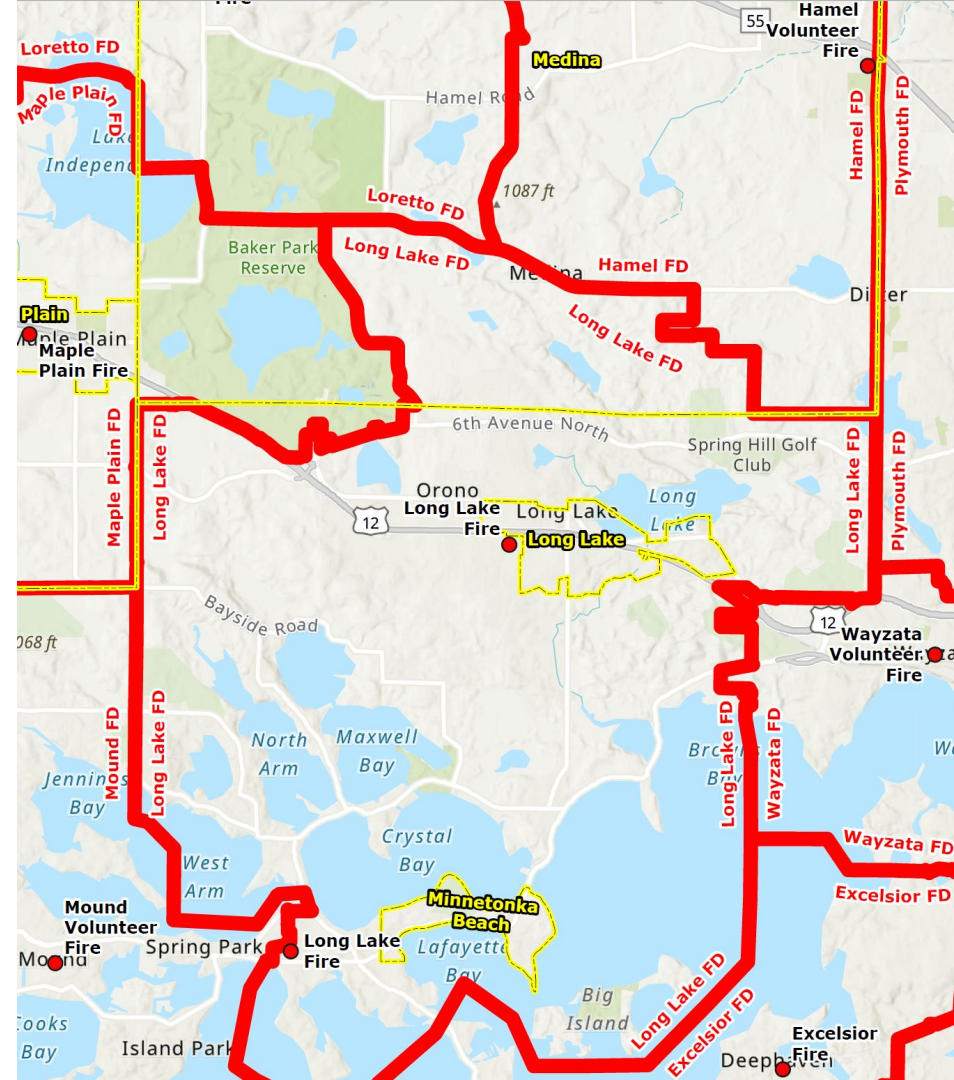 Fire
Hamel
Volunteer
Fire
55
Loretto FD
Medina
Maple Plain FD
Hamel Road
Hamel FD
Plymouth FD
Lake
Independ
1087 ft
Loretto FD
Baker Park
Reserve
Long Lake FD
Medina
Hamel FD
Plain
Maple Plain
Maple
Plain Fire
Long Lake FD
Maple Plain FD
Long Lake FD
6th Avenue North
Spring Hill Golf
Club
Long Lake FD
Plymouth FD
Orono
Long Lake
Fire
Long Lake
Long
Lake
12
Long Lake
Bayside Road
068 ft
12
Wayzata
Volunteer
Fire
Mound FD
Long Lake FD
North
Arm
Maxwell
Bay
Jennings
Bay
Browns
Bay
Long Lake FD
Wayzata FD
Crystal
Bay
West
Arm
Wayzata FD
Excelsior FD
Minnetonka
Beach
Mound
Volunteer
Fire
Mound
Spring Park
Long Lake
Fire
Lafayette
Bay
Big
Island
Long Lake FD
Excelsior FD
Cooks
Bay
Island Park
Excelsior
Fire
Deephaven